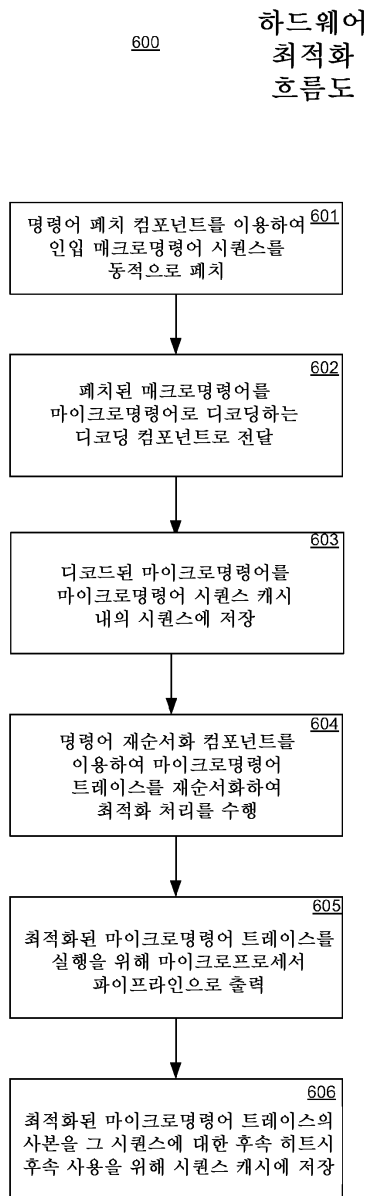 600
하드웨어
최적화
흐름도
601
명령어 페치 컴포넌트를 이용하여
인입 매크로명령어 시퀀스를
동적으로 페치
602
페치된 매크로명령어를
마이크로명령어로 디코딩하는
디코딩 컴포넌트로 전달
603
디코드된 마이크로명령어를
마이크로명령어 시퀀스 캐시
내의 시퀀스에 저장
604
명령어 재순서화 컴포넌트를
이용하여 마이크로명령어
트레이스를 재순서화하여
최적화 처리를 수행
605
최적화된 마이크로명령어 트레이스를
실행을 위해 마이크로프로세서
파이프라인으로 출력
606
최적화된 마이크로명령어 트레이스의
사본을 그 시퀀스에 대한 후속 히트시
후속 사용을 위해 시퀀스 캐시에 저장